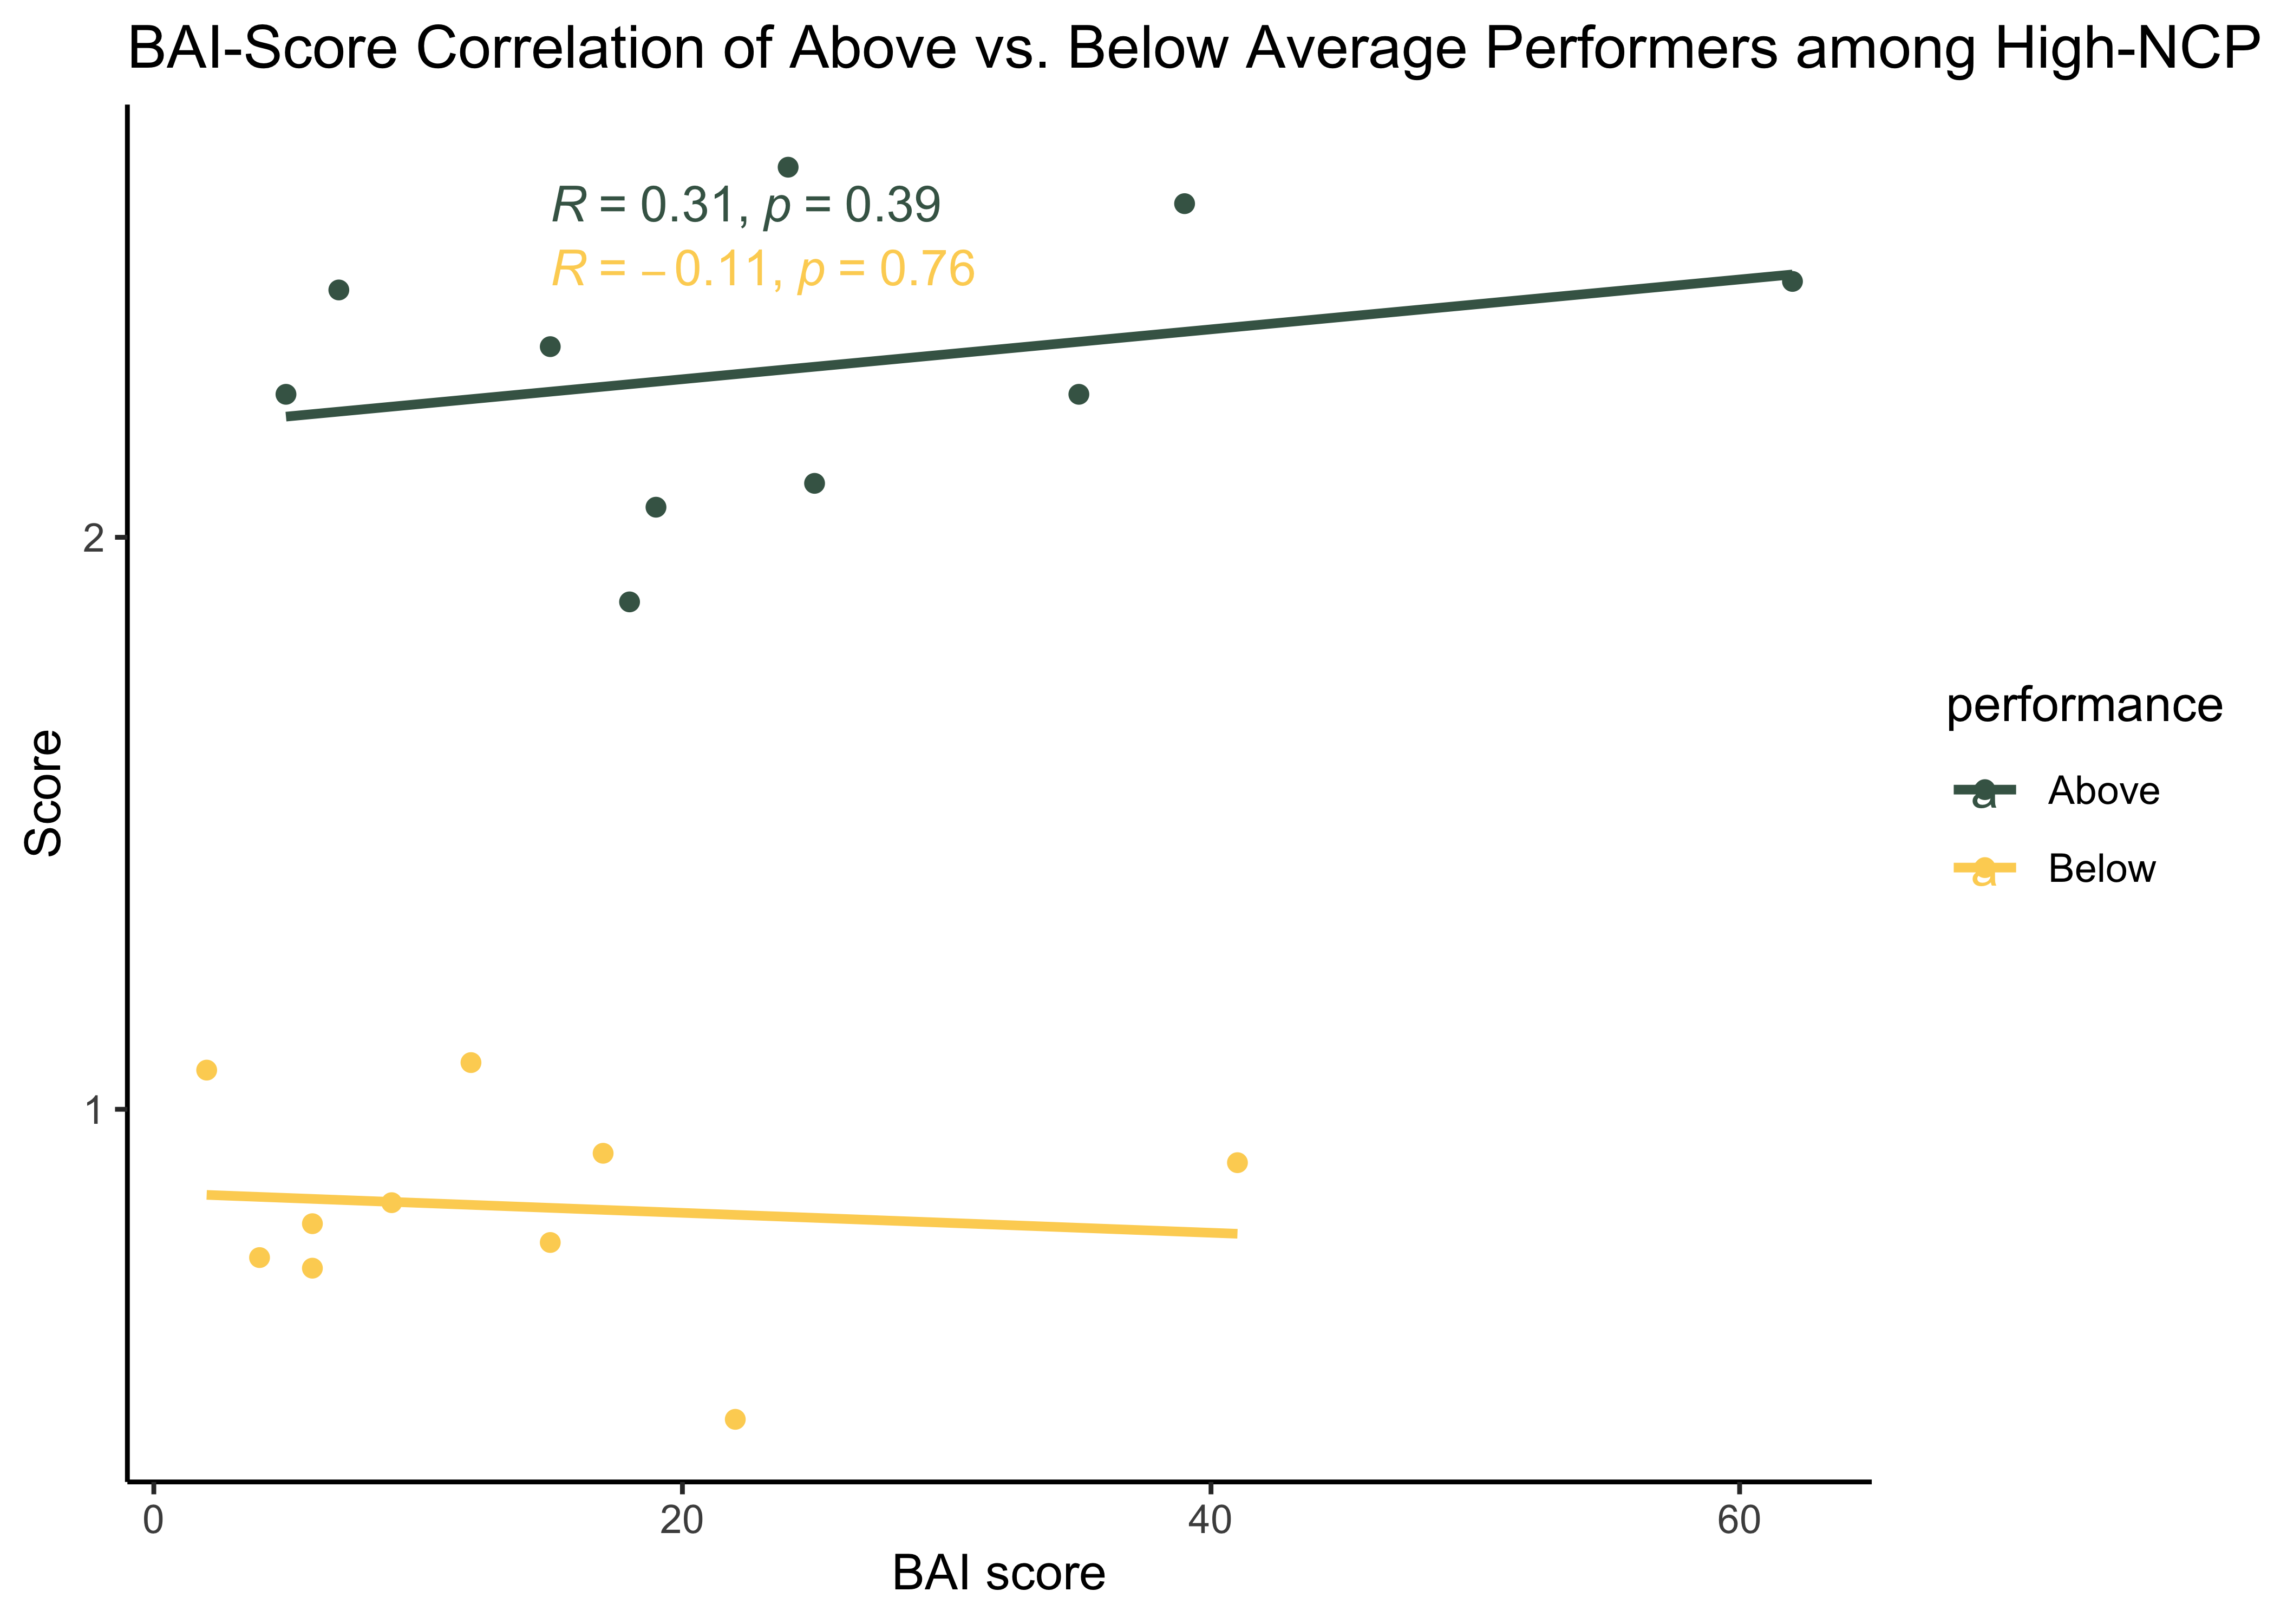 BAI-Score Correlation of Above vs. Below Average Performers among High-NCP
R = 0.31, p = 0.39
R = – 0.11, p = 0.76
2
1
Score
0 20 40 60
BAI score
performance
a Above
a Below